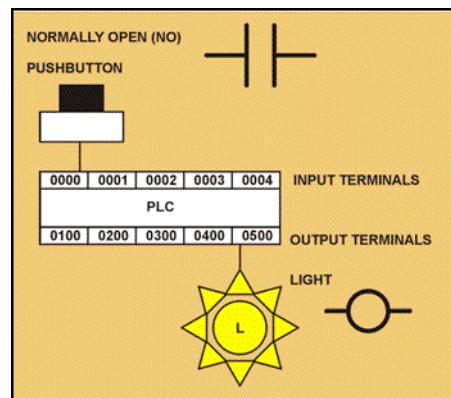 NORMALLY OPEN (NO)
PUSHBUTTON
0000 0001 0002 0003 0004 INPUT TERMINALS
PLC
0100 0200 0300 0400 0500 OUTPUT TERMINALS
LIGHT
L